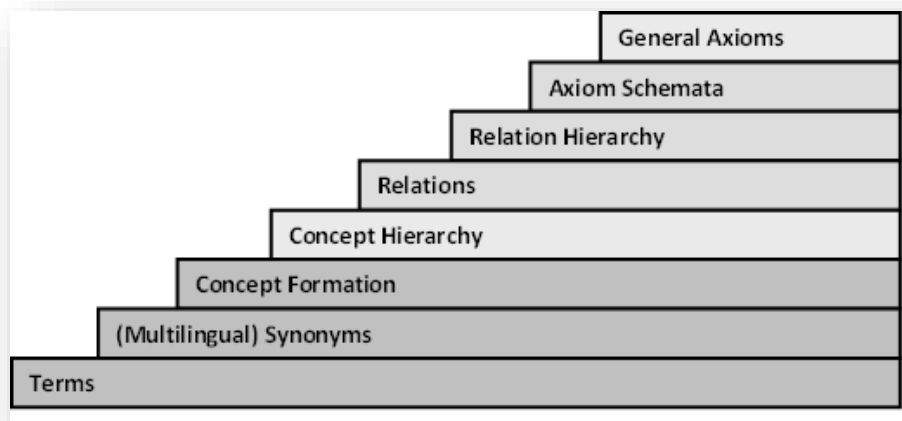 General Axioms
Axiom Schemata
Relation Hierarchy
Relations
Concept Hierarchy
Concept Formation
(Multilingual) Synonyms
Terms